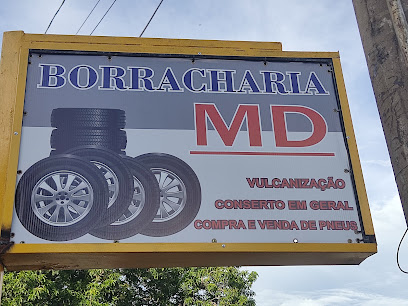 BORRACHARIA
MD
VULCANIZAÇÃO
CONSERTO EM GERAL
COMPRA E VENDA DE PNEUS